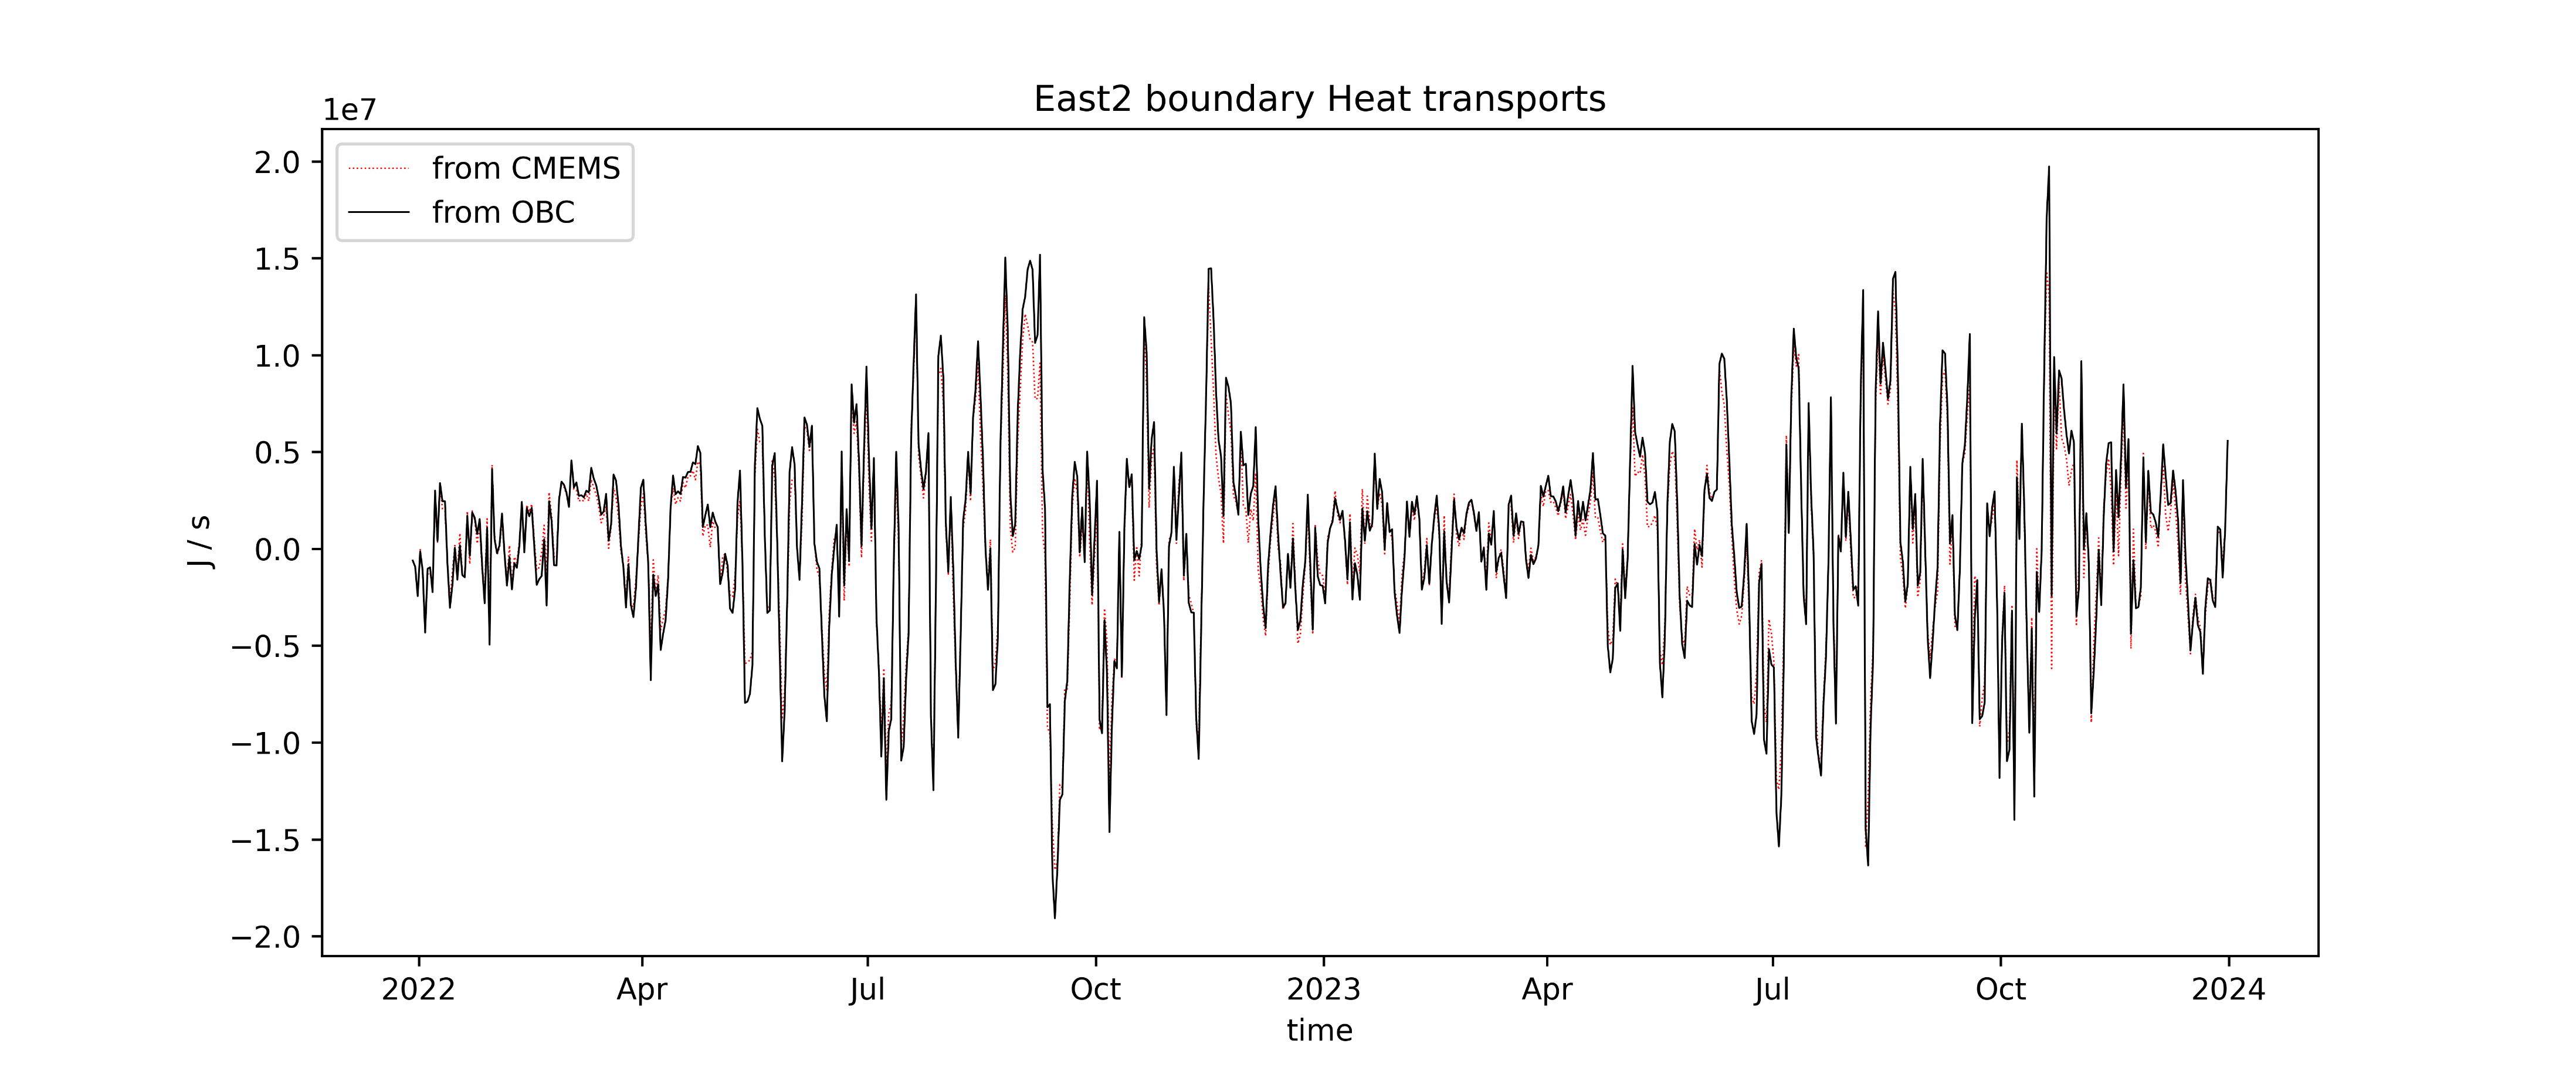 East2 boundary Heat transports
1e7
from CMEMS
from OBC
2.0
1.5
1.0
0.5
0.0
−0.5
−1.0
−1.5
−2.0
J / s
2022 Apr Jul Oct 2023 Apr Jul Oct 2024
time